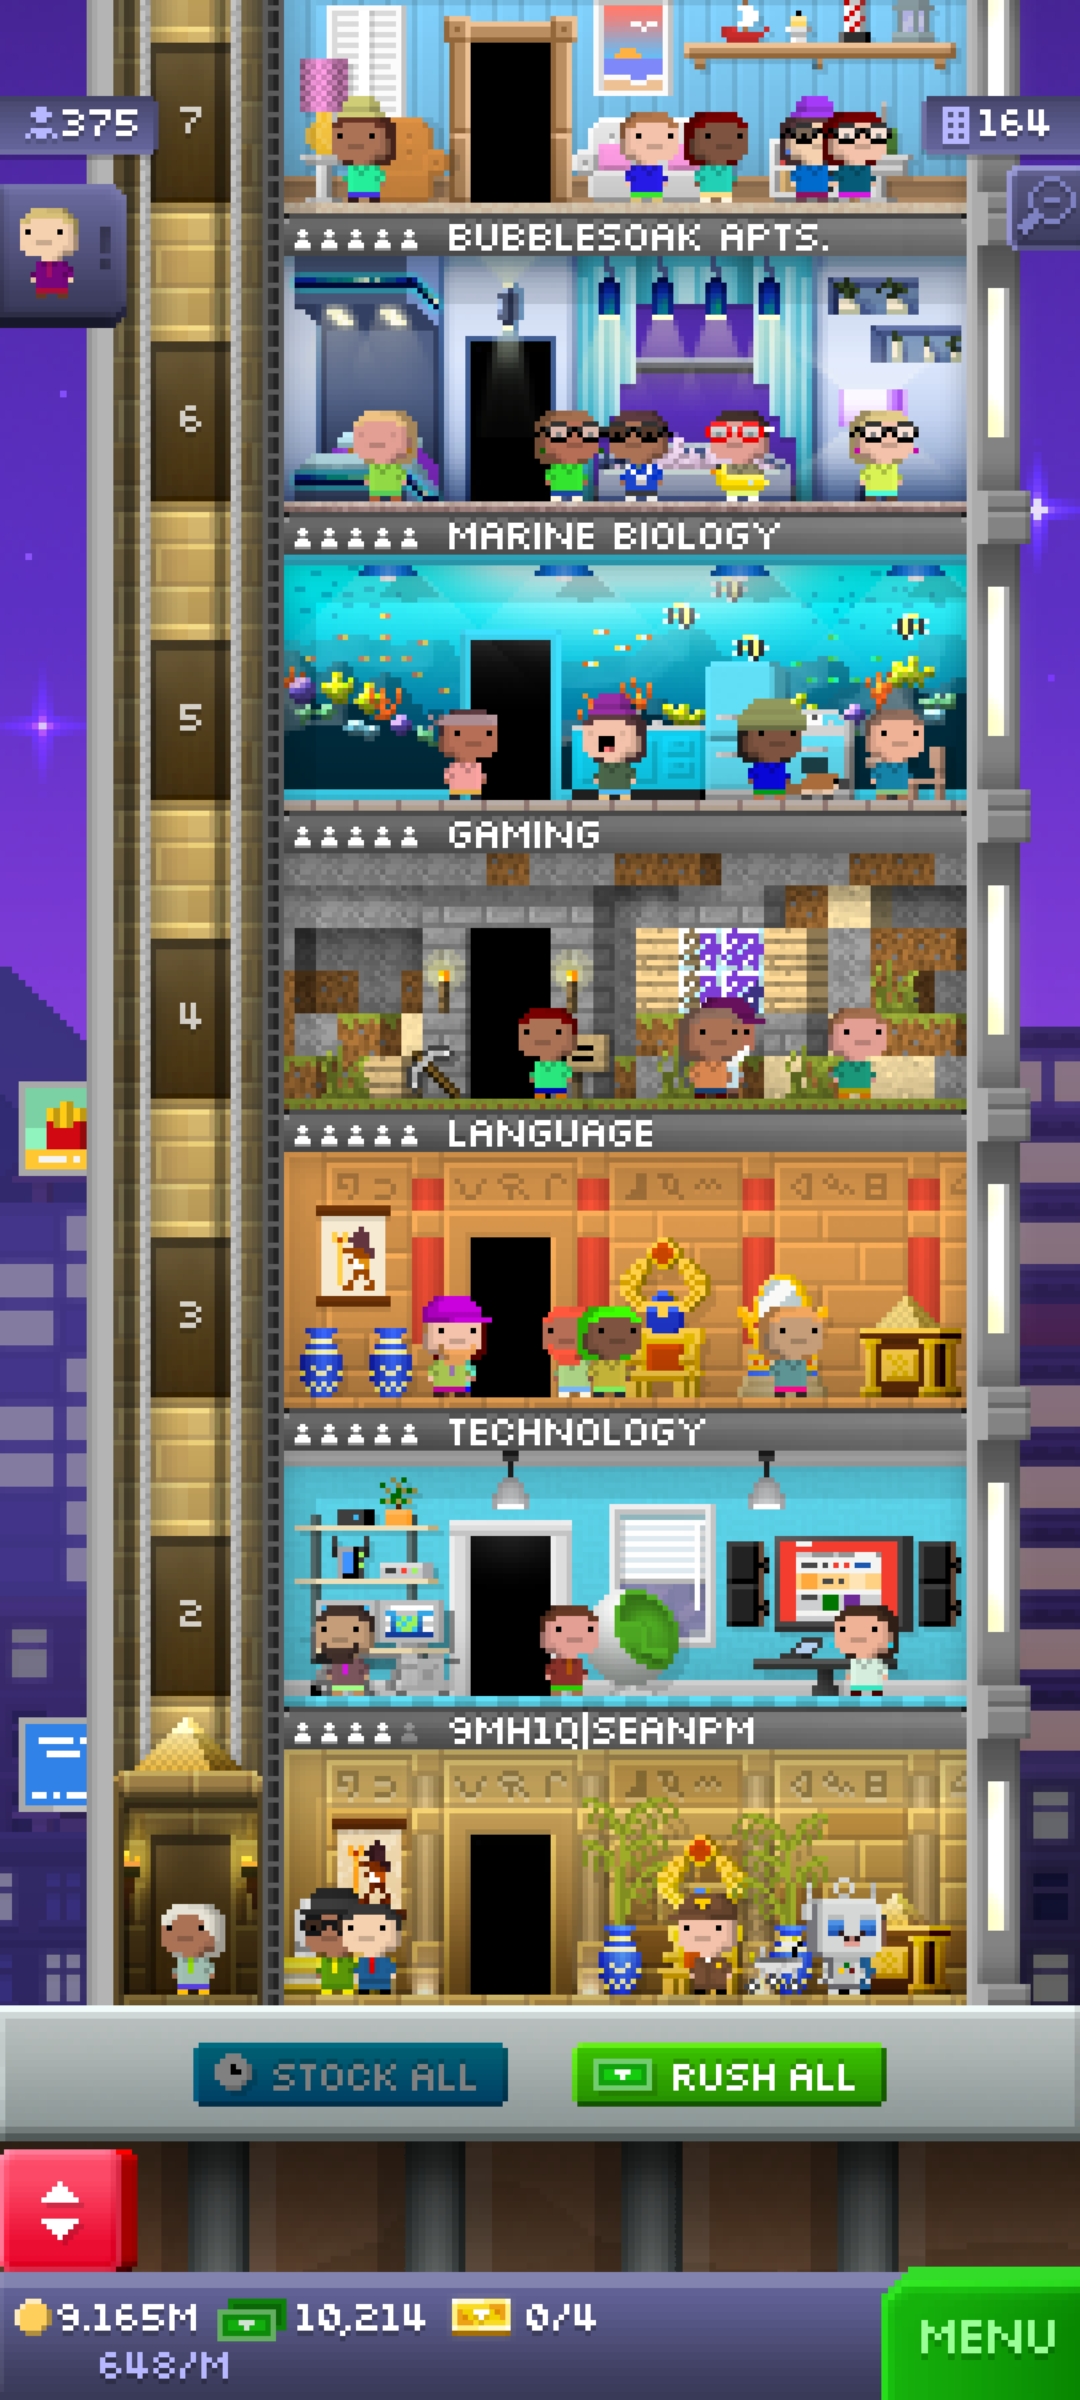 7
375
164
BUBBLESOAK APTS.
6
MARINE BIOLOGY
5
GAMING
4
LANGUAGE
3
TECHNOLOGY
2
9MH1Q|SEANPM
STOCK ALL
RUSH ALL
9.165M 10,214 0/4
648/M
MENU